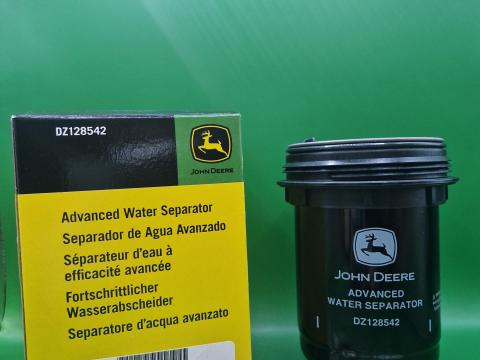 DZ128542
JOHN DEERE
Advanced Water Separator
Separador de Agua Avanzado
Séparateur d'eau à
efficacité avancée
Fortschrittlicher
Wasserabscheider
Separatore d'acqua avanzato
JOHN DEERE
ADVANCED
WATER SEPARATOR
DZ128542